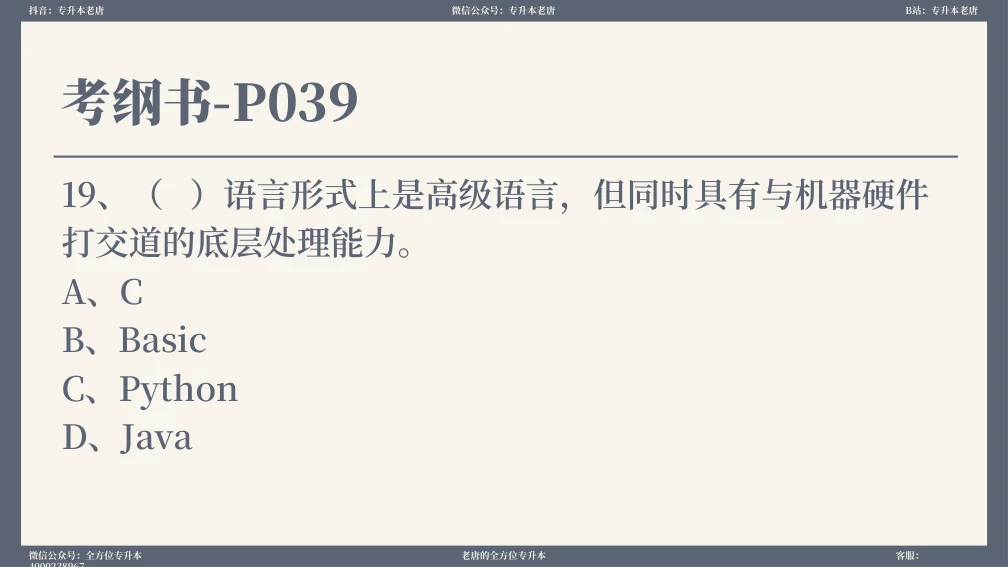 抖音：专升本老唐
微信公众号：专升本老唐
B站：专升本老唐
考纲书-P039
19、（ ）语言形式上是高级语言，但同时具有与机器硬件
打交道的底层处理能力。
A、C
B、Basic
C、Python
D、Java
微信公众号：全方位专升本
老唐的全方位专升本
客服：
4000238967